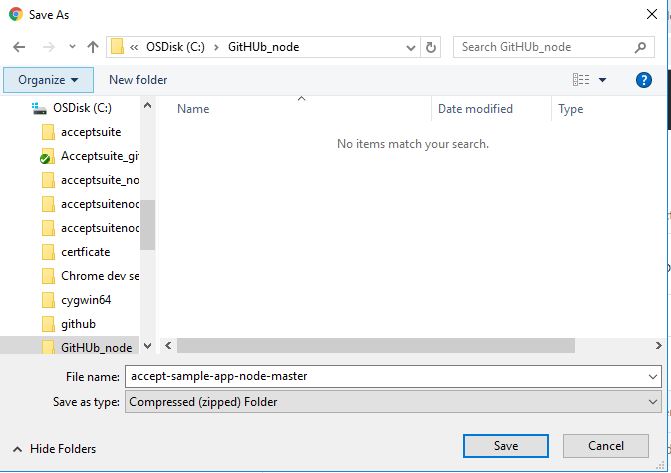 Save As
OSDisk (C:) GitHUb_node
Search GitHUb_node
Organize New folder
Name Date modified Type
No items match your search.
OSDisk (C:)
acceptsuite
Acceptsuite_gi
acceptsuite_no
acceptsuitenod
acceptsuitenod
certficate
Chrome dev se
cygwin64
github
GitHUb_node
File name: accept-sample-app-node-master
Save as type: Compressed (zipped) Folder
Hide Folders
Save Cancel